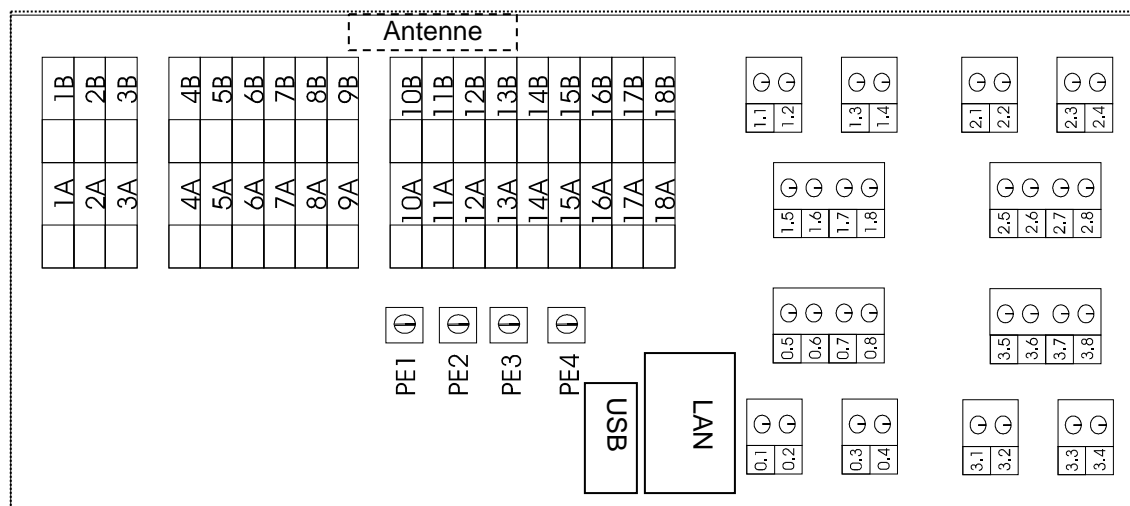 Antenne
1B 2B 3B 4B 5B 6B 7B 8B 9B 10B 11B 12B 13B 14B 15B 16B 17B 18B
1.1 1.2 1.3 1.4 2.1 2.2 2.3 2.4
1A 2A 3A 4A 5A 6A 7A 8A 9A 10A 11A 12A 13A 14A 15A 16A 17A 18A
1.5 1.6 1.7 1.8 2.5 2.6 2.7 2.8
0.5 0.6 0.7 0.8 3.5 3.6 3.7 3.8
PE1 PE2 PE3 PE4
USB LAN
0.1 0.2 0.3 0.4 3.1 3.2 3.3 3.4